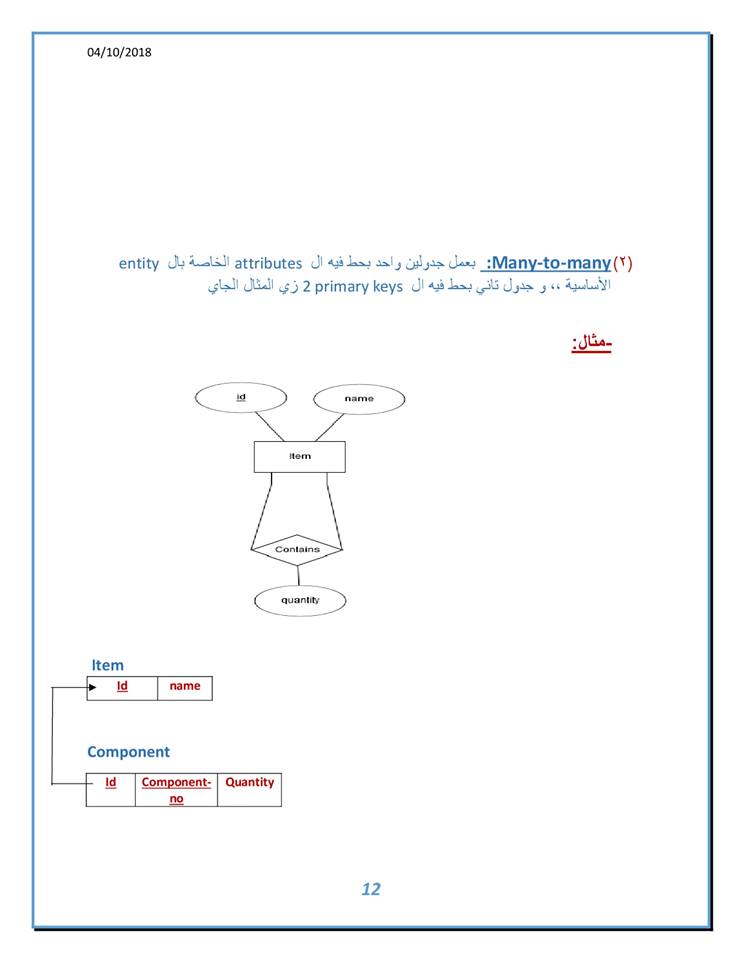 04/10/2018
(٢) Many-to-many: بعمل جدولين واحد بحط فيه ال attributes الخاصة بال entity
الأساسية ،، و جدول تاني بحط فيه ال 2 primary keys زي المثال الجاي
-مثال:
id
name
Item
Contains
quantity
Item
Id name
Component
Id Component- Quantity
no
12